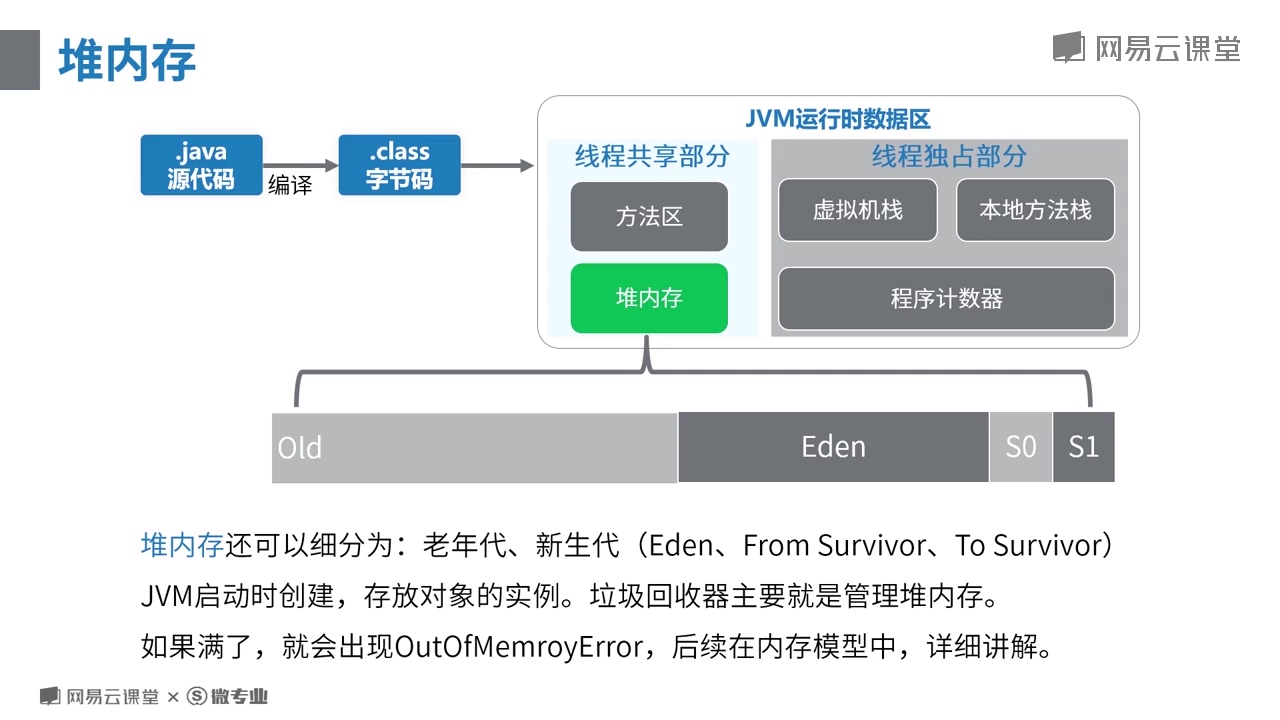 堆内存
网易云课堂
JVM运行时数据区
.java
源代码
编译
.class
字节码
线程共享部分
方法区
堆内存
线程独占部分
虚拟机栈
本地方法栈
程序计数器
Old
Eden
S0
S1
堆内存还可以细分为：老年代、新生代（Eden、From Survivor、To Survivor）
JVM启动时创建，存放对象的实例。垃圾回收器主要就是管理堆内存。
如果满了，就会出现OutOfMemroyError，后续在内存模型中，详细讲解。
网易云课堂 × S 微专业